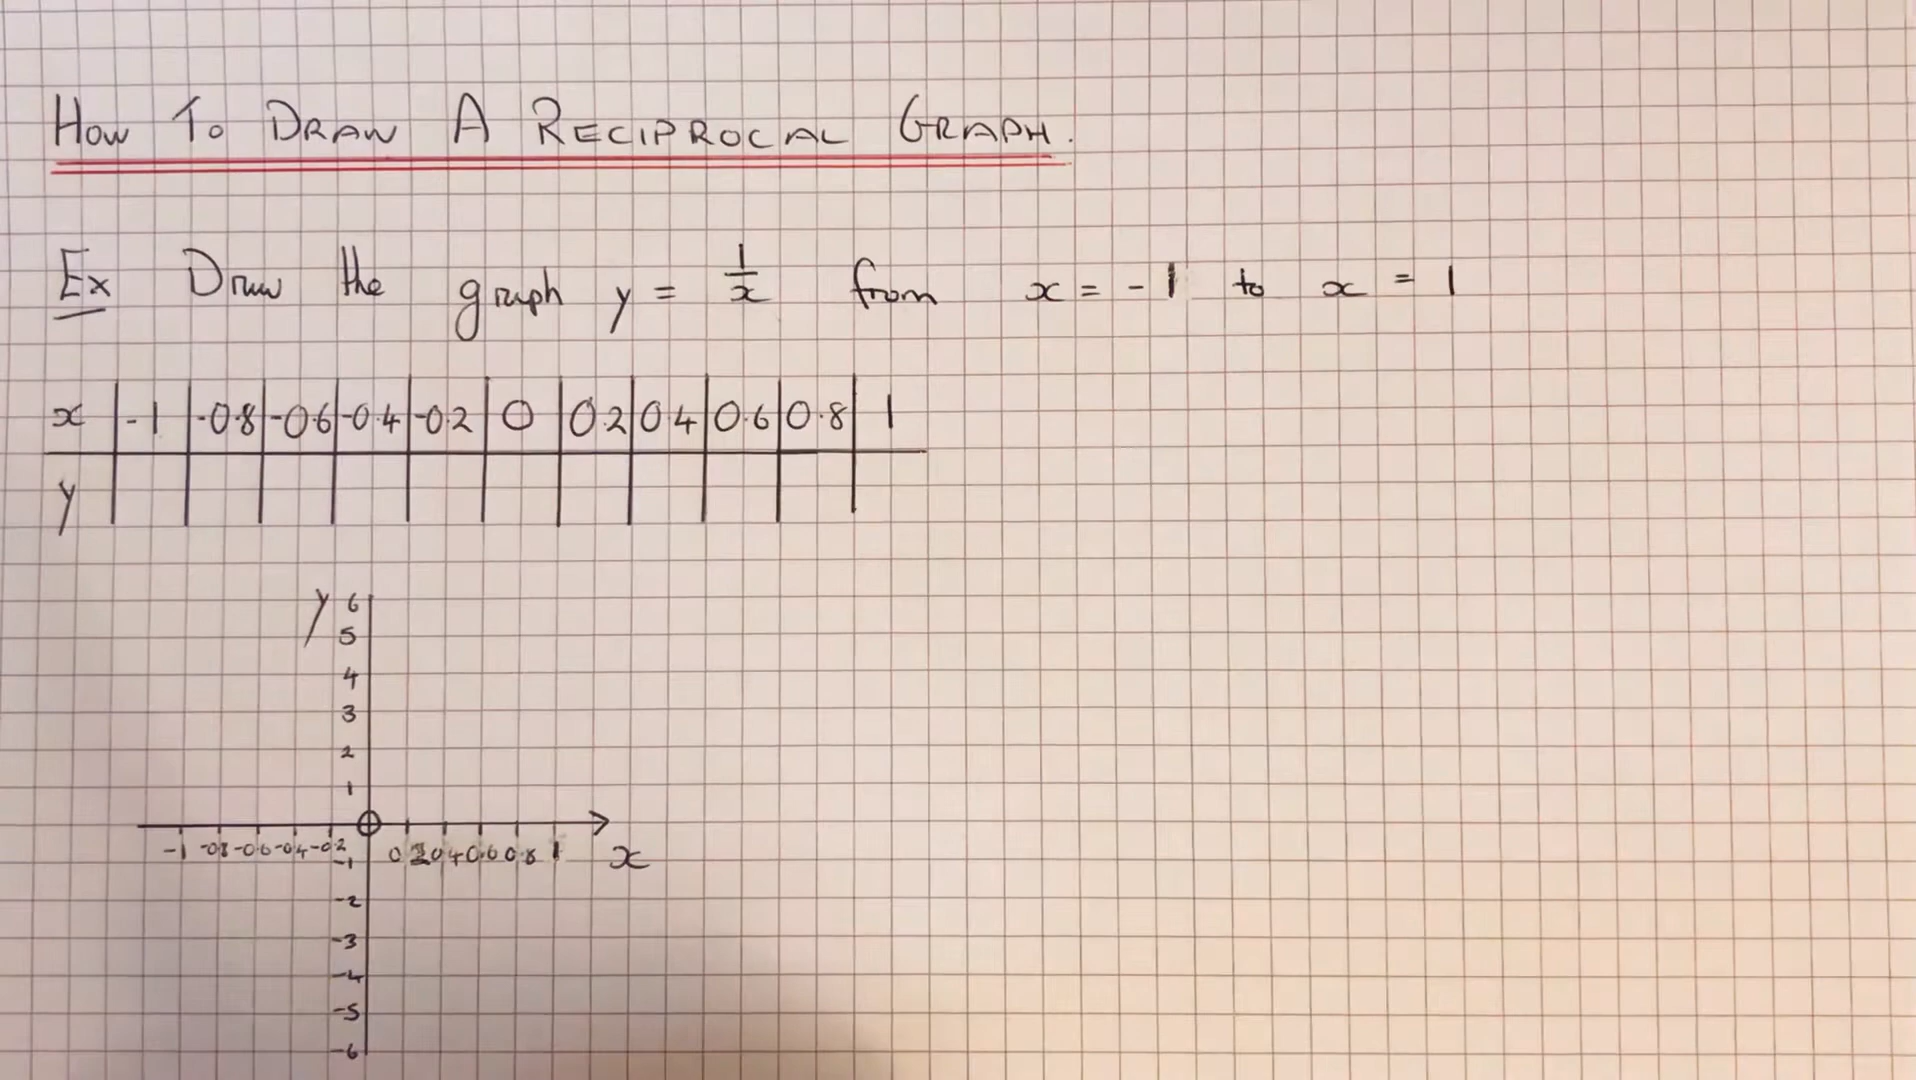 HOW TO DRAW A RECIPROCAL GRAPH.
Ex Draw the graph y = 1/x from x = -1 to x = 1
x -1 -0.8 -0.6 -0.4 -0.2 0 0.2 0.4 0.6 0.8 1
y
y 6
5
4
3
2
1
-1 -0.8 -0.6 -0.4 -0.2 0.2 0.4 0.6 0.8 1 x
-1
-2
-3
-4
-5
-6